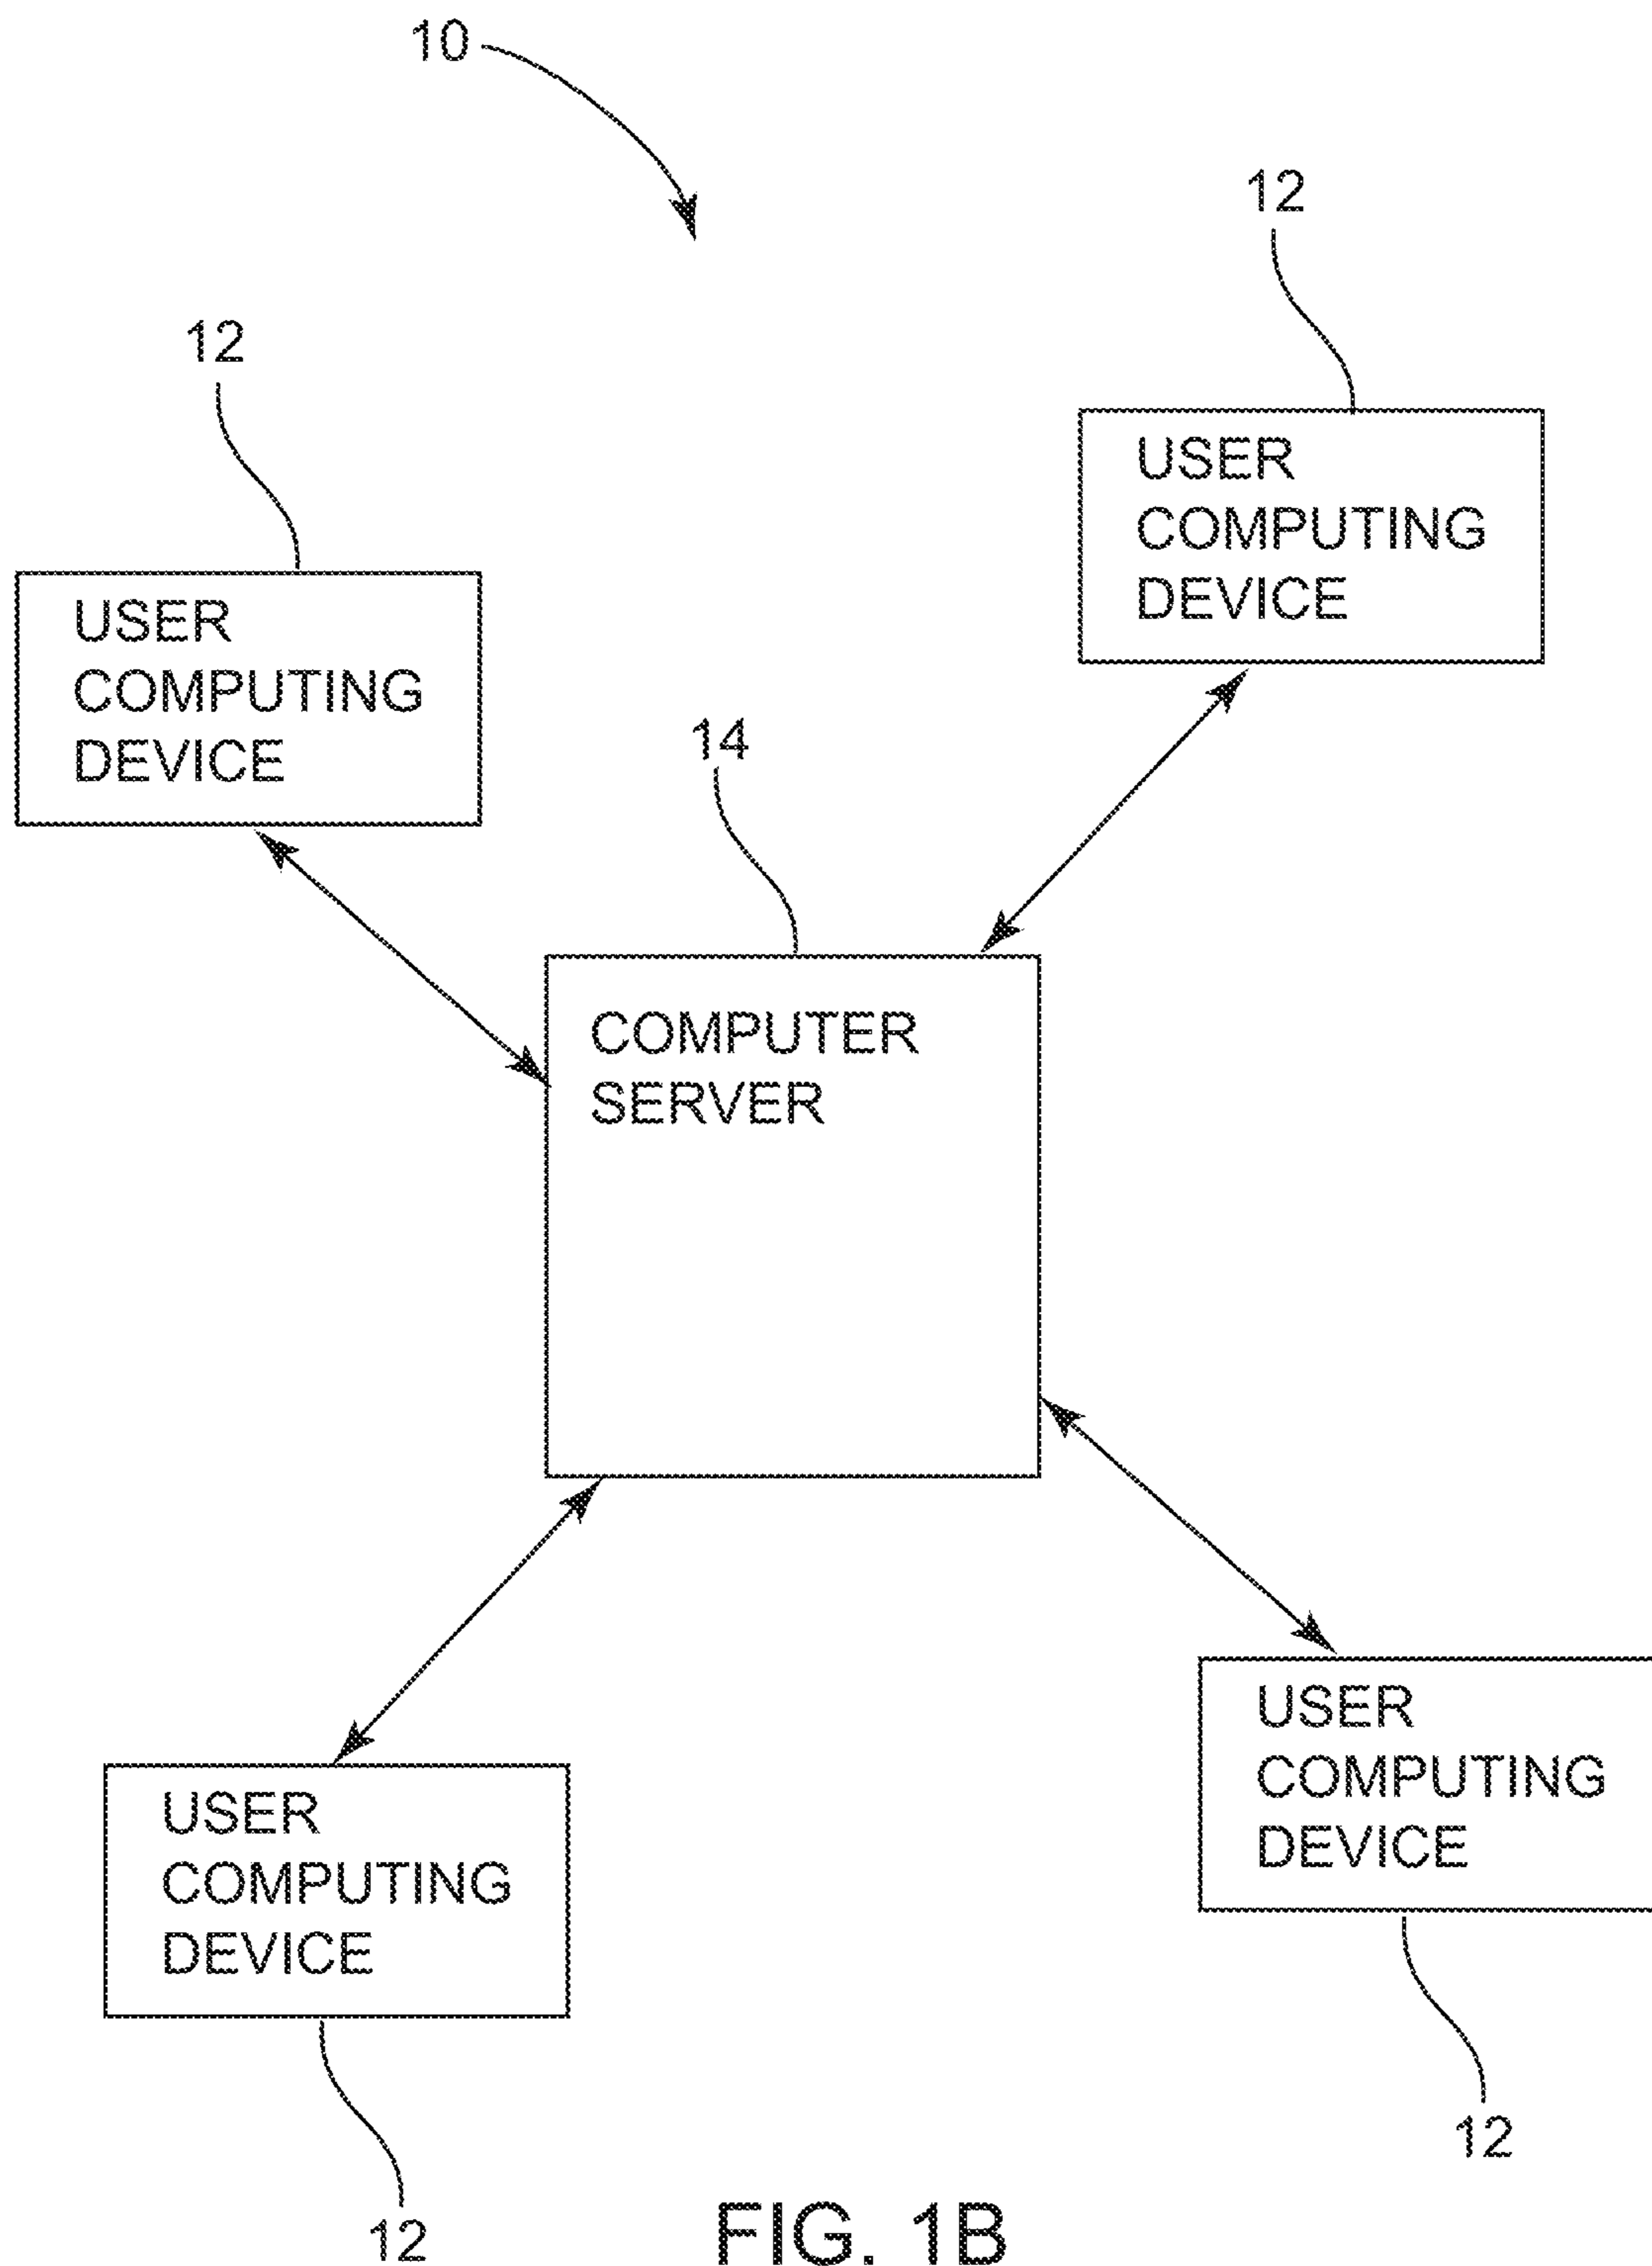 10
12
12
USER
COMPUTING
DEVICE
USER
COMPUTING
DEVICE
14
COMPUTER
SERVER
USER
COMPUTING
DEVICE
USER
COMPUTING
DEVICE
12
12
FIG. 1B